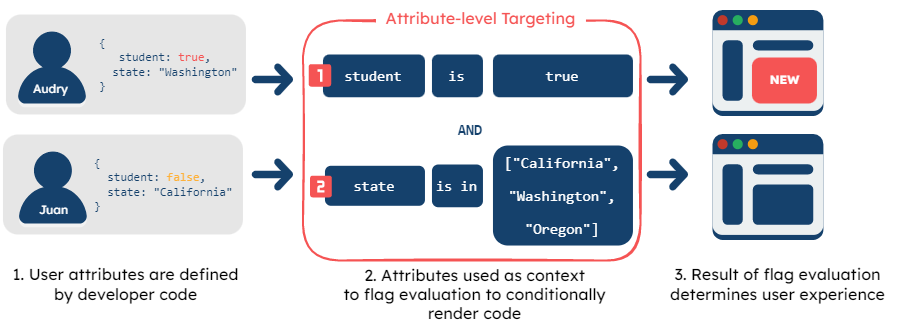 Attribute-level Targeting
{
student: true,
state: "Washington"
}
Audry
1 student is true
NEW
AND
{
student: false,
state: "California"
}
Juan
2 state is in ["California",
"Washington",
"Oregon"]
1. User attributes are defined
by developer code
2. Attributes used as context
to flag evaluation to conditionally
render code
3. Result of flag evaluation
determines user experience